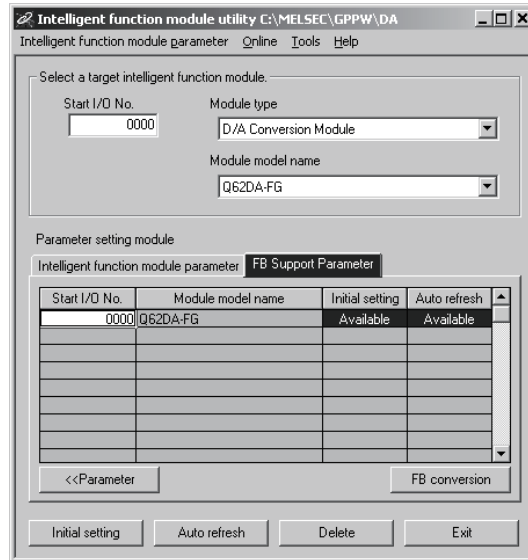 Intelligent function module utility C:\MELSEC\GPPW\DA
Intelligent function module parameter Online Tools Help
Select a target intelligent function module.
Start I/O No. Module type
0000 D/A Conversion Module
Module model name
Q62DA-FG
Parameter setting module
Intelligent function module parameter FB Support Parameter
Start I/O No. Module model name Initial setting Auto refresh
0000 Q62DA-FG Available Available
<<Parameter FB conversion
Initial setting Auto refresh Delete Exit